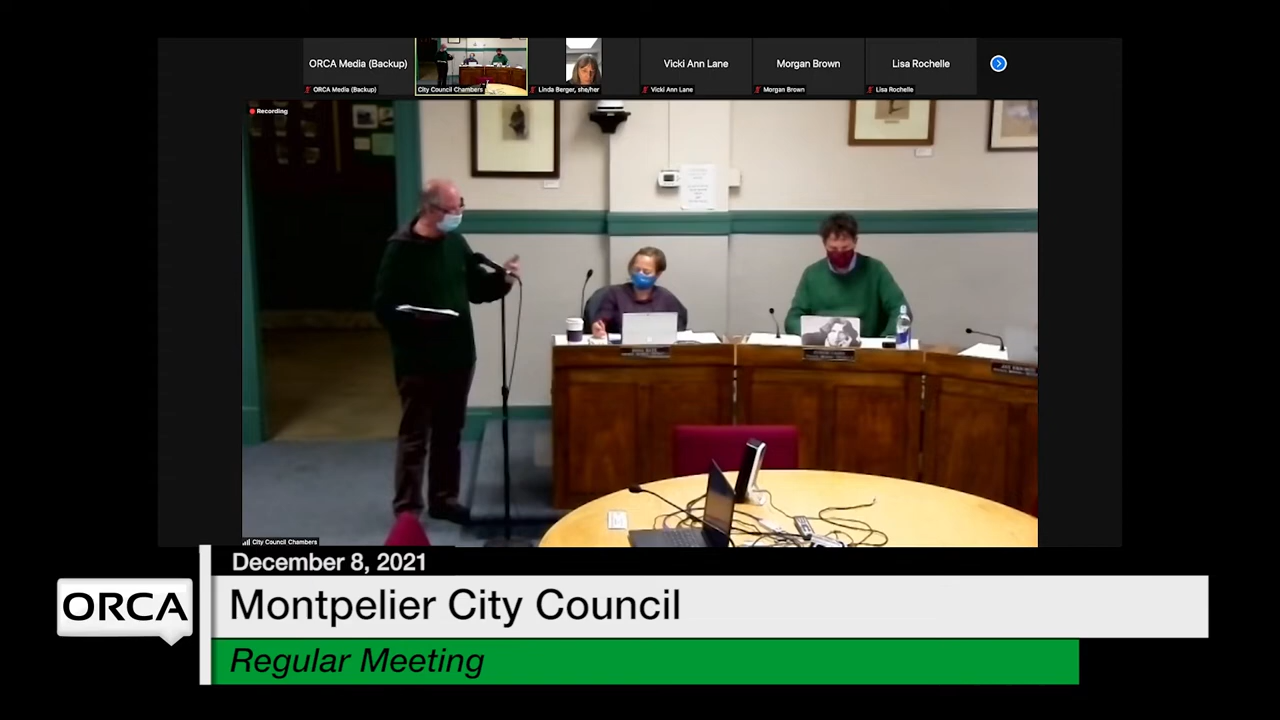 ORCA Media (Backup)
Vicki Ann Lane
Morgan Brown
Lisa Rochelle
ORCA Media (Backup)
City Council Chambers
Linda Berger, she/her
Vicki Ann Lane
Morgan Brown
Lisa Rochelle
Recording
City Council Chambers
December 8, 2021
ORCA
Montpelier City Council
Regular Meeting